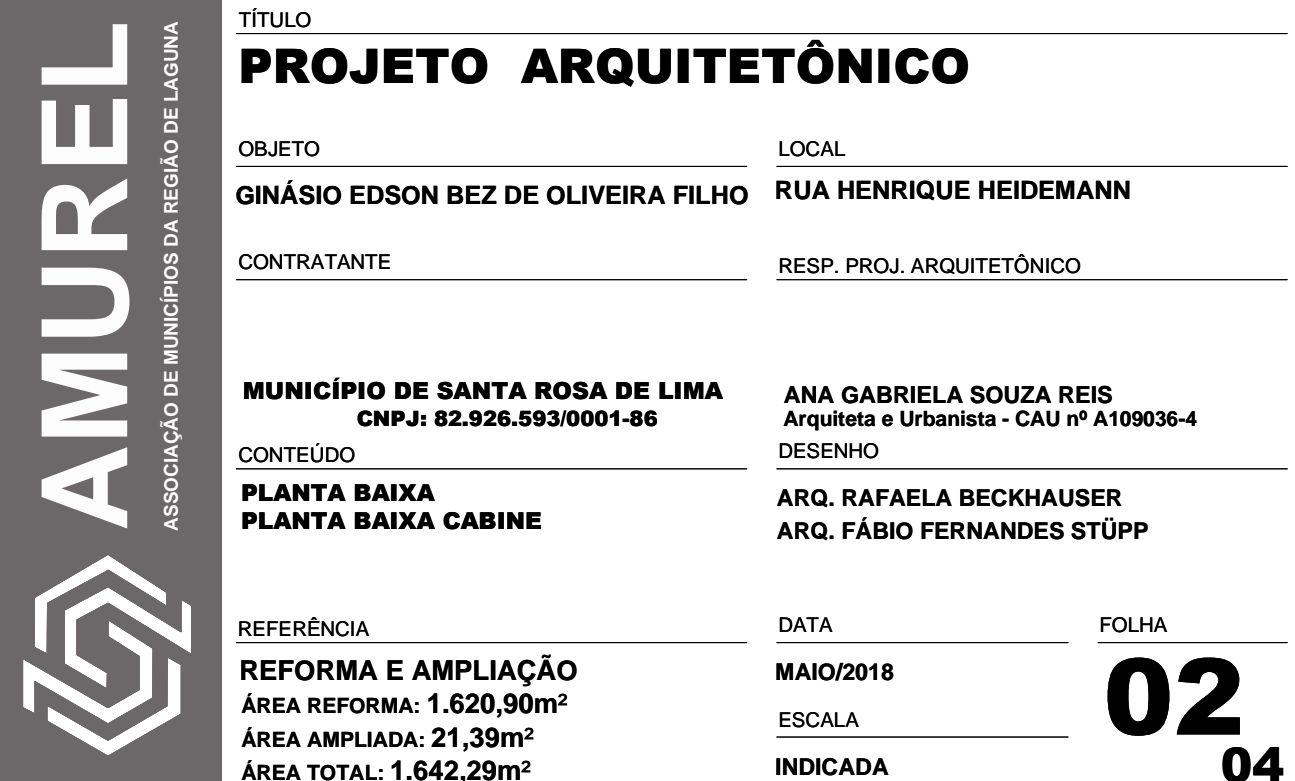 AMUREL
ASSOCIAÇÃO DE MUNICÍPIOS DA REGIÃO DE LAGUNA
TÍTULO
PROJETO ARQUITETÔNICO
OBJETO
GINÁSIO EDSON BEZ DE OLIVEIRA FILHO
LOCAL
RUA HENRIQUE HEIDEMANN
CONTRATANTE
MUNICÍPIO DE SANTA ROSA DE LIMA
CNPJ: 82.926.593/0001-86
RESP. PROJ. ARQUITETÔNICO
ANA GABRIELA SOUZA REIS
Arquiteta e Urbanista - CAU nº A109036-4
CONTEÚDO
PLANTA BAIXA
PLANTA BAIXA CABINE
DESENHO
ARQ. RAFAELA BECKHAUSER
ARQ. FÁBIO FERNANDES STÜPP
REFERÊNCIA
REFORMA E AMPLIAÇÃO
ÁREA REFORMA: 1.620,90m²
ÁREA AMPLIADA: 21,39m²
ÁREA TOTAL: 1.642,29m²
DATA
MAIO/2018
ESCALA
INDICADA
FOLHA
02
04